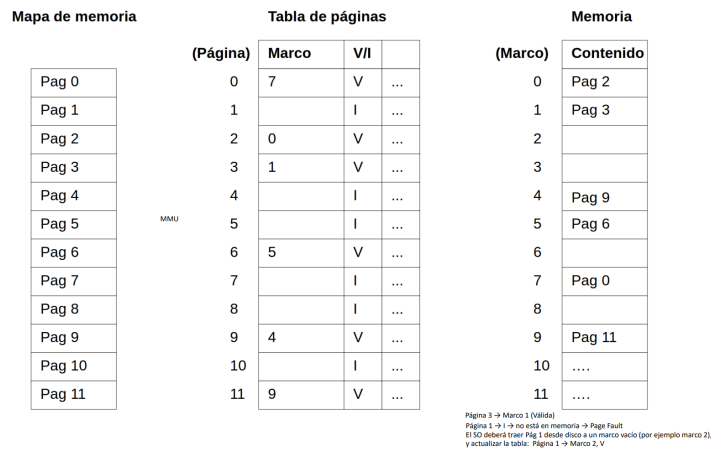 Mapa de memoria Tabla de páginas Memoria
(Página) Marco V/I (Marco) Contenido
Pag 0 0 7 V ... 0 Pag 2
Pag 1 1 I ... 1 Pag 3
Pag 2 2 0 V ... 2
Pag 3 3 1 V ... 3
Pag 4 4 I ... 4 Pag 9
Pag 5 MMU 5 I ... 5 Pag 6
Pag 6 6 5 V ... 6
Pag 7 7 I ... 7 Pag 0
Pag 8 8 I ... 8
Pag 9 9 4 V ... 9 Pag 11
Pag 10 10 I ... 10 ....
Pag 11 11 9 V ... 11 ....
Página 3 → Marco 1 (Válida)
Página 1 → I → no está en memoria → Page Fault
El SO deberá traer Pág 1 desde disco a un marco vacío (por ejemplo marco 2),
y actualizar la tabla: Página 1 → Marco 2, V